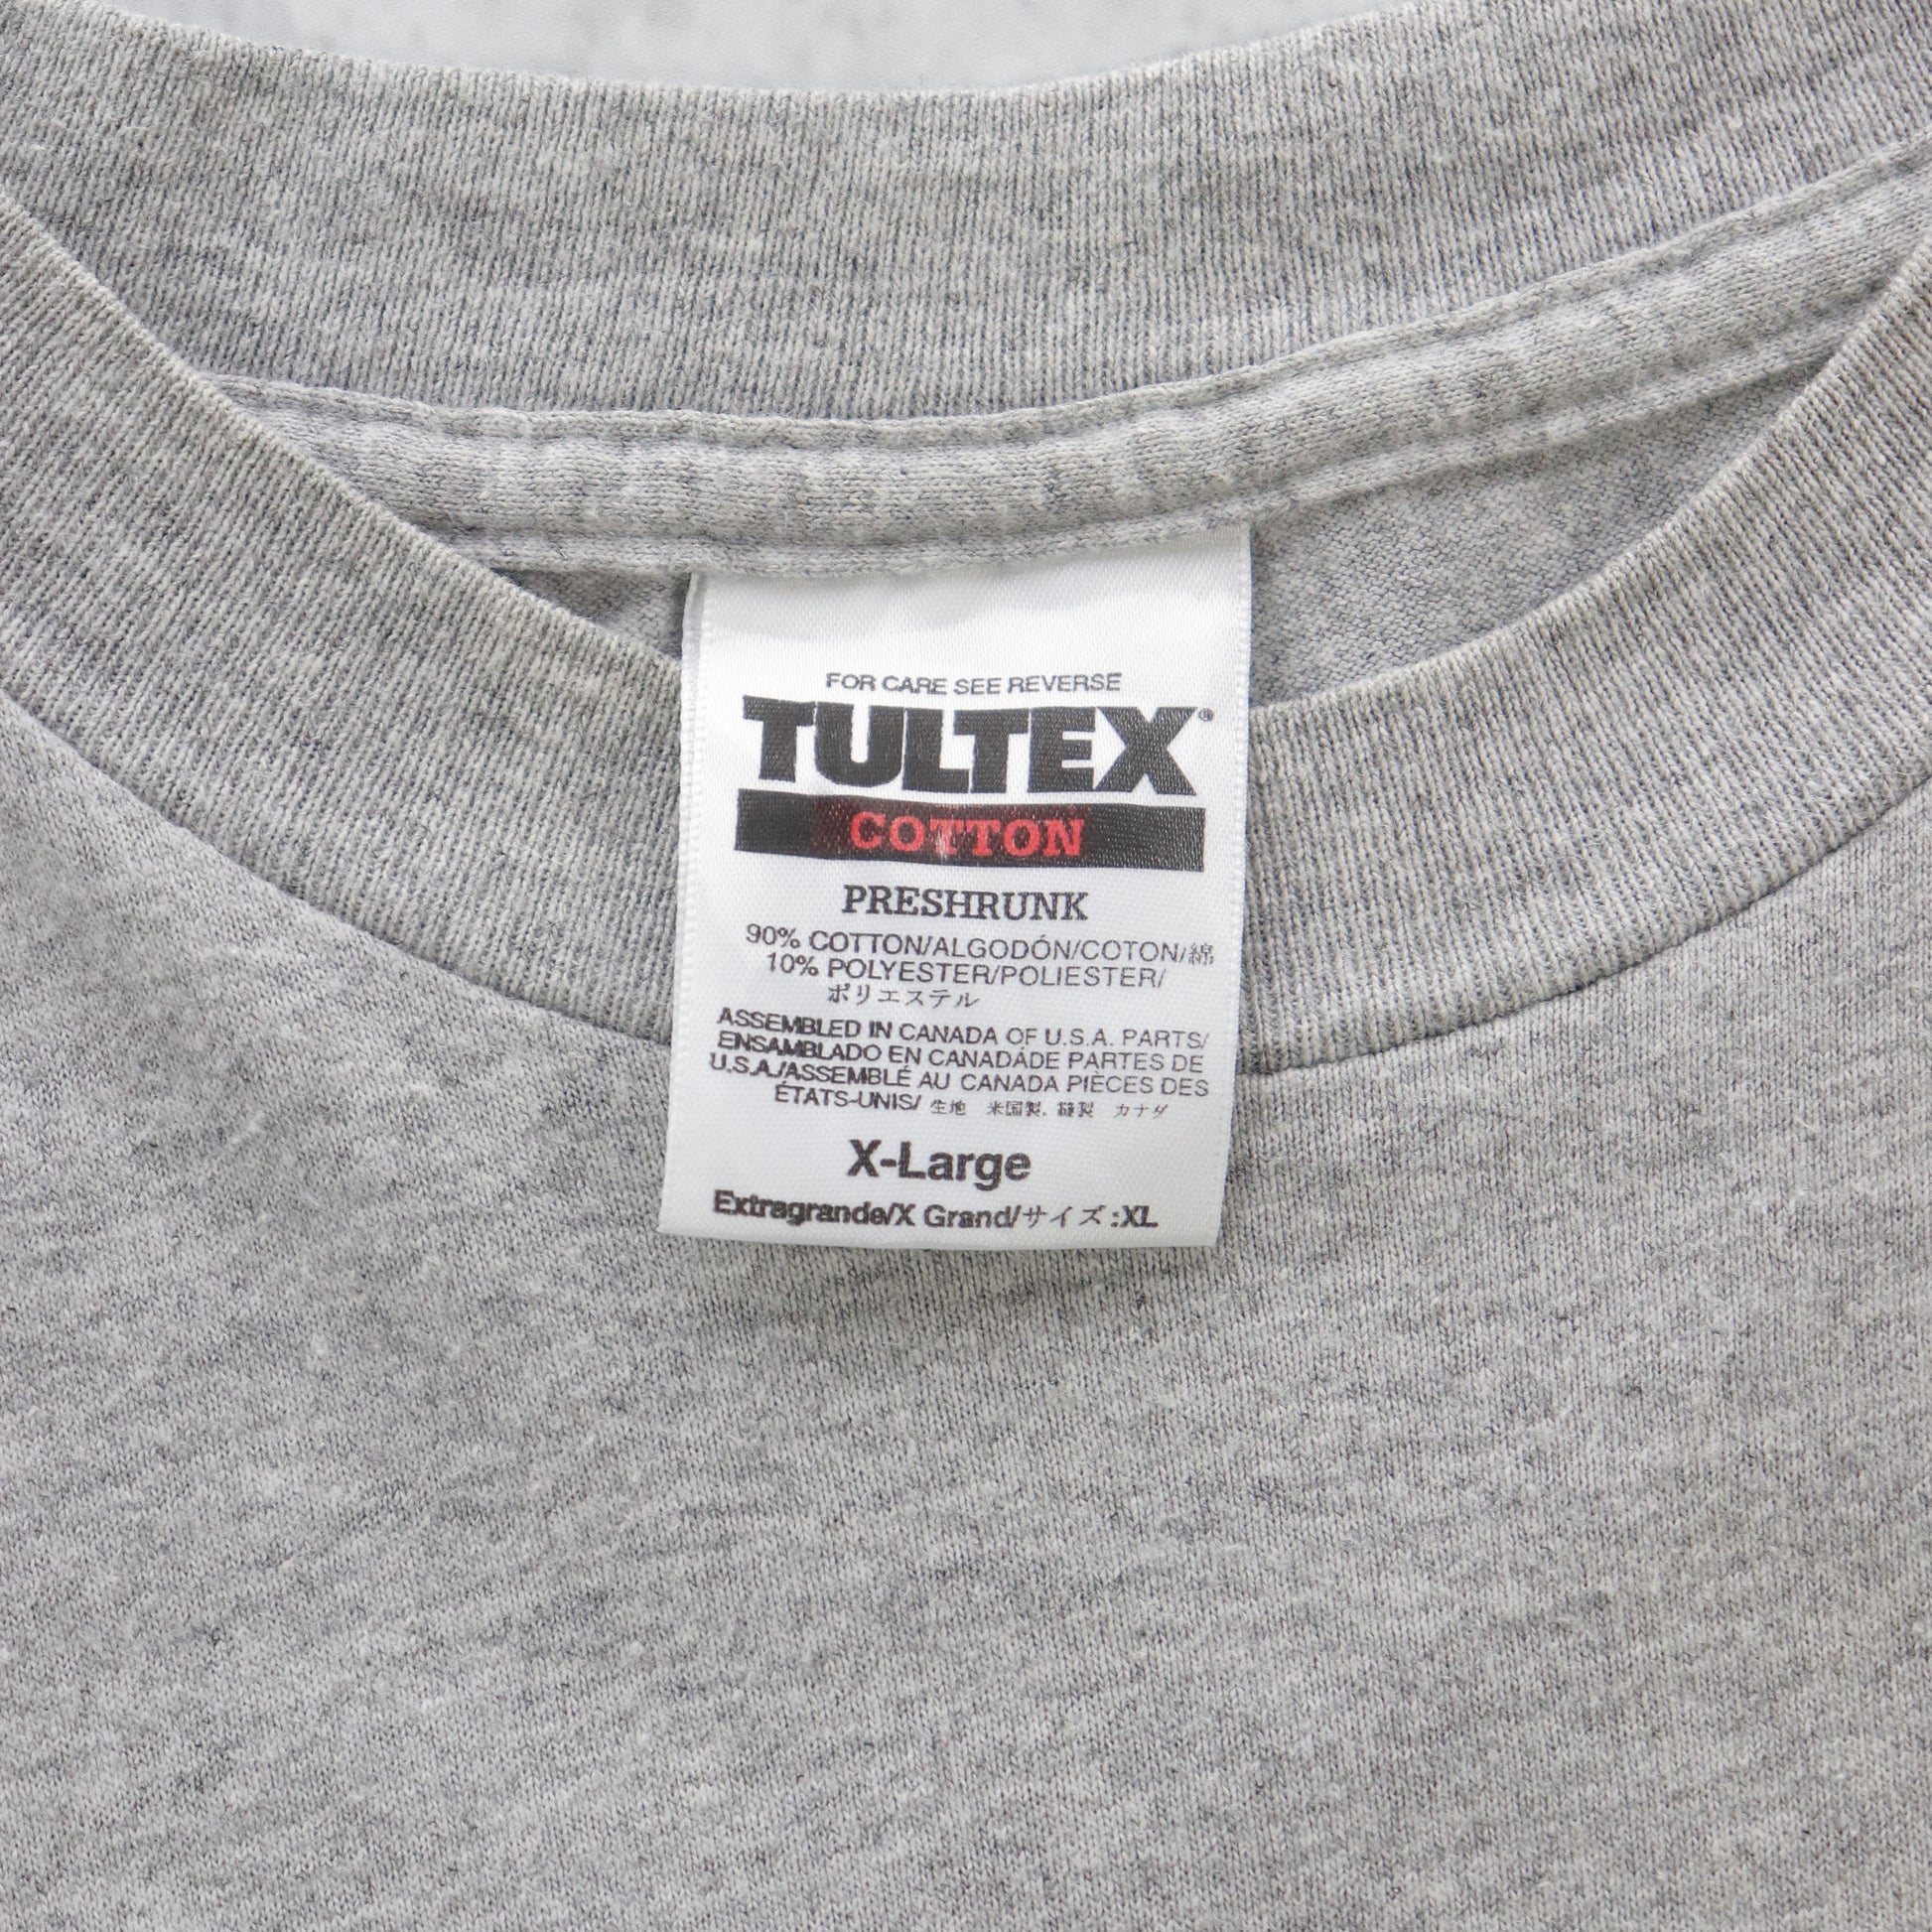 FOR CARE SEE REVERSE
TULTEX®
COTTON
PRESHRUNK
90% COTTON/ALGODÓN/COTON/綿
10% POLYESTER/POLIESTER/
ポリエステル
ASSEMBLED IN CANADA OF U.S.A. PARTS/
ENSAMBLADO EN CANADÁDE PARTES DE
U.S.A./ASSEMBLÉ AU CANADA PIÈCES DES
ÉTATS-UNIS/ 生地 米国製, 縫製 カナダ
X-Large
Extragrande/X Grand/サイズ:XL